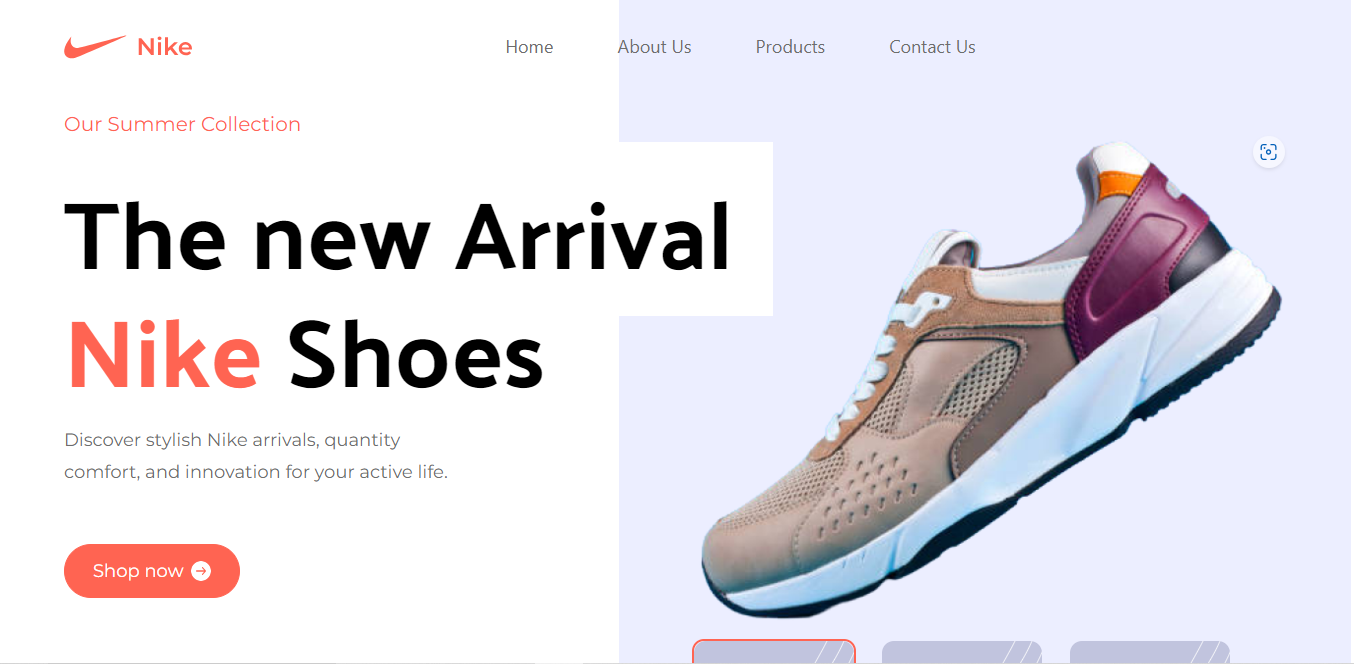 Nike
Home About Us Products Contact Us
Our Summer Collection
The new Arrival
Nike Shoes
Discover stylish Nike arrivals, quantity
comfort, and innovation for your active life.
Shop now